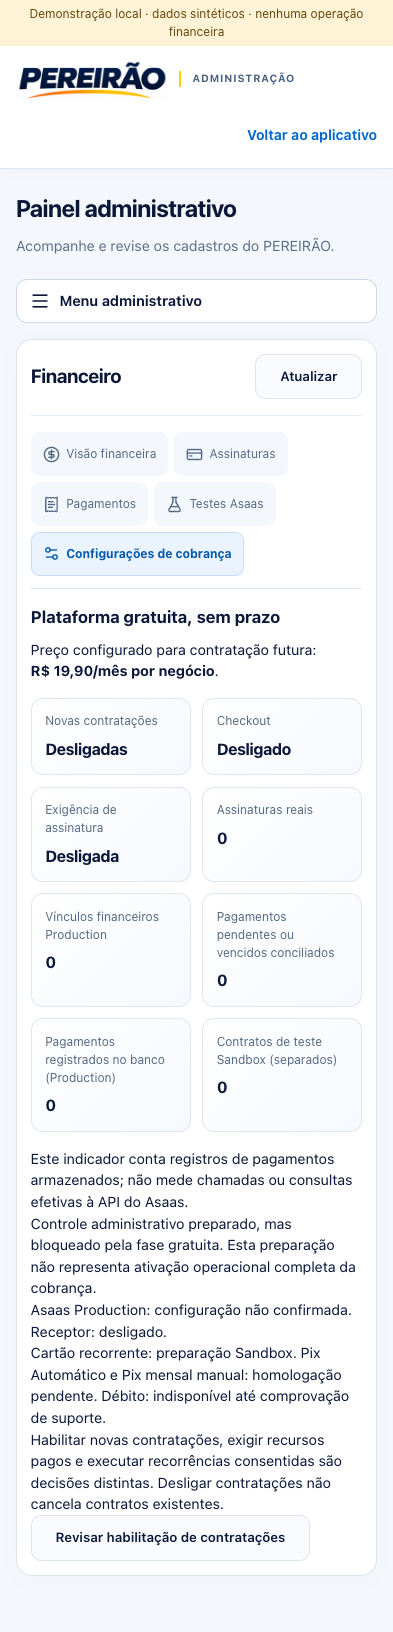 Demonstração local · dados sintéticos · nenhuma operação
financeira
PEREIRÃO
ADMINISTRAÇÃO
Voltar ao aplicativo
Painel administrativo
Acompanhe e revise os cadastros do PEREIRÃO.
Menu administrativo
Financeiro
Atualizar
Visão financeira
Assinaturas
Pagamentos
Testes Asaas
Configurações de cobrança
Plataforma gratuita, sem prazo
Preço configurado para contratação futura:
R$ 19,90/mês por negócio.
Novas contratações
Desligadas
Checkout
Desligado
Exigência de
assinatura
Desligada
Assinaturas reais
0
Vínculos financeiros
Production
0
Pagamentos
pendentes ou
vencidos conciliados
0
Pagamentos
registrados no banco
(Production)
0
Contratos de teste
Sandbox (separados)
0
Este indicador conta registros de pagamentos
armazenados; não mede chamadas ou consultas
efetivas à API do Asaas.
Controle administrativo preparado, mas
bloqueado pela fase gratuita. Esta preparação
não representa ativação operacional completa da
cobrança.
Asaas Production: configuração não confirmada.
Receptor: desligado.
Cartão recorrente: preparação Sandbox. Pix
Automático e Pix mensal manual: homologação
pendente. Débito: indisponível até comprovação
de suporte.
Habilitar novas contratações, exigir recursos
pagos e executar recorrências consentidas são
decisões distintas. Desligar contratações não
cancela contratos existentes.
Revisar habilitação de contratações